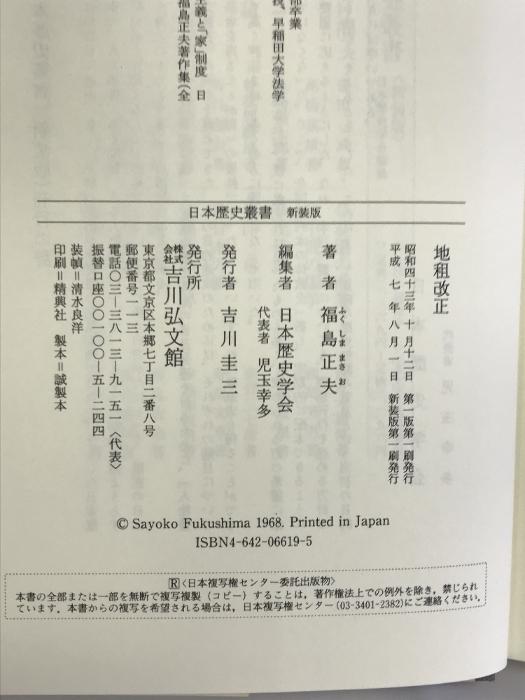 部卒業
授、早稲田大学法学
主義と「家」制度 日
福島正夫著作集(全
日本歴史叢書 新装版
地租改正
昭和四十三年十月十二日 第一版第一刷発行
平成七年八月一日 新装版第一刷発行
著者 福島正夫
ふくしままさお
編集者 日本歴史学会
代表者 児玉幸多
発行者 吉川圭三
発行所
株式会社 吉川弘文館
東京都文京区本郷七丁目二番八号
郵便番号一一三
電話〇三―三八一三―九一五一〈代表〉
振替口座〇〇一〇〇―五―二四四
装幀=清水良洋
印刷=精興社 製本=誠製本
© Sayoko Fukushima 1968. Printed in Japan
ISBN4-642-06619-5
R〈日本複写権センター委託出版物〉
本書の全部または一部を無断で複写複製(コピー)することは,著作権法上での例外を除き,禁じられ
ています.本書からの複写を希望される場合は,日本複写権センター(03-3401-2382)にご連絡ください.